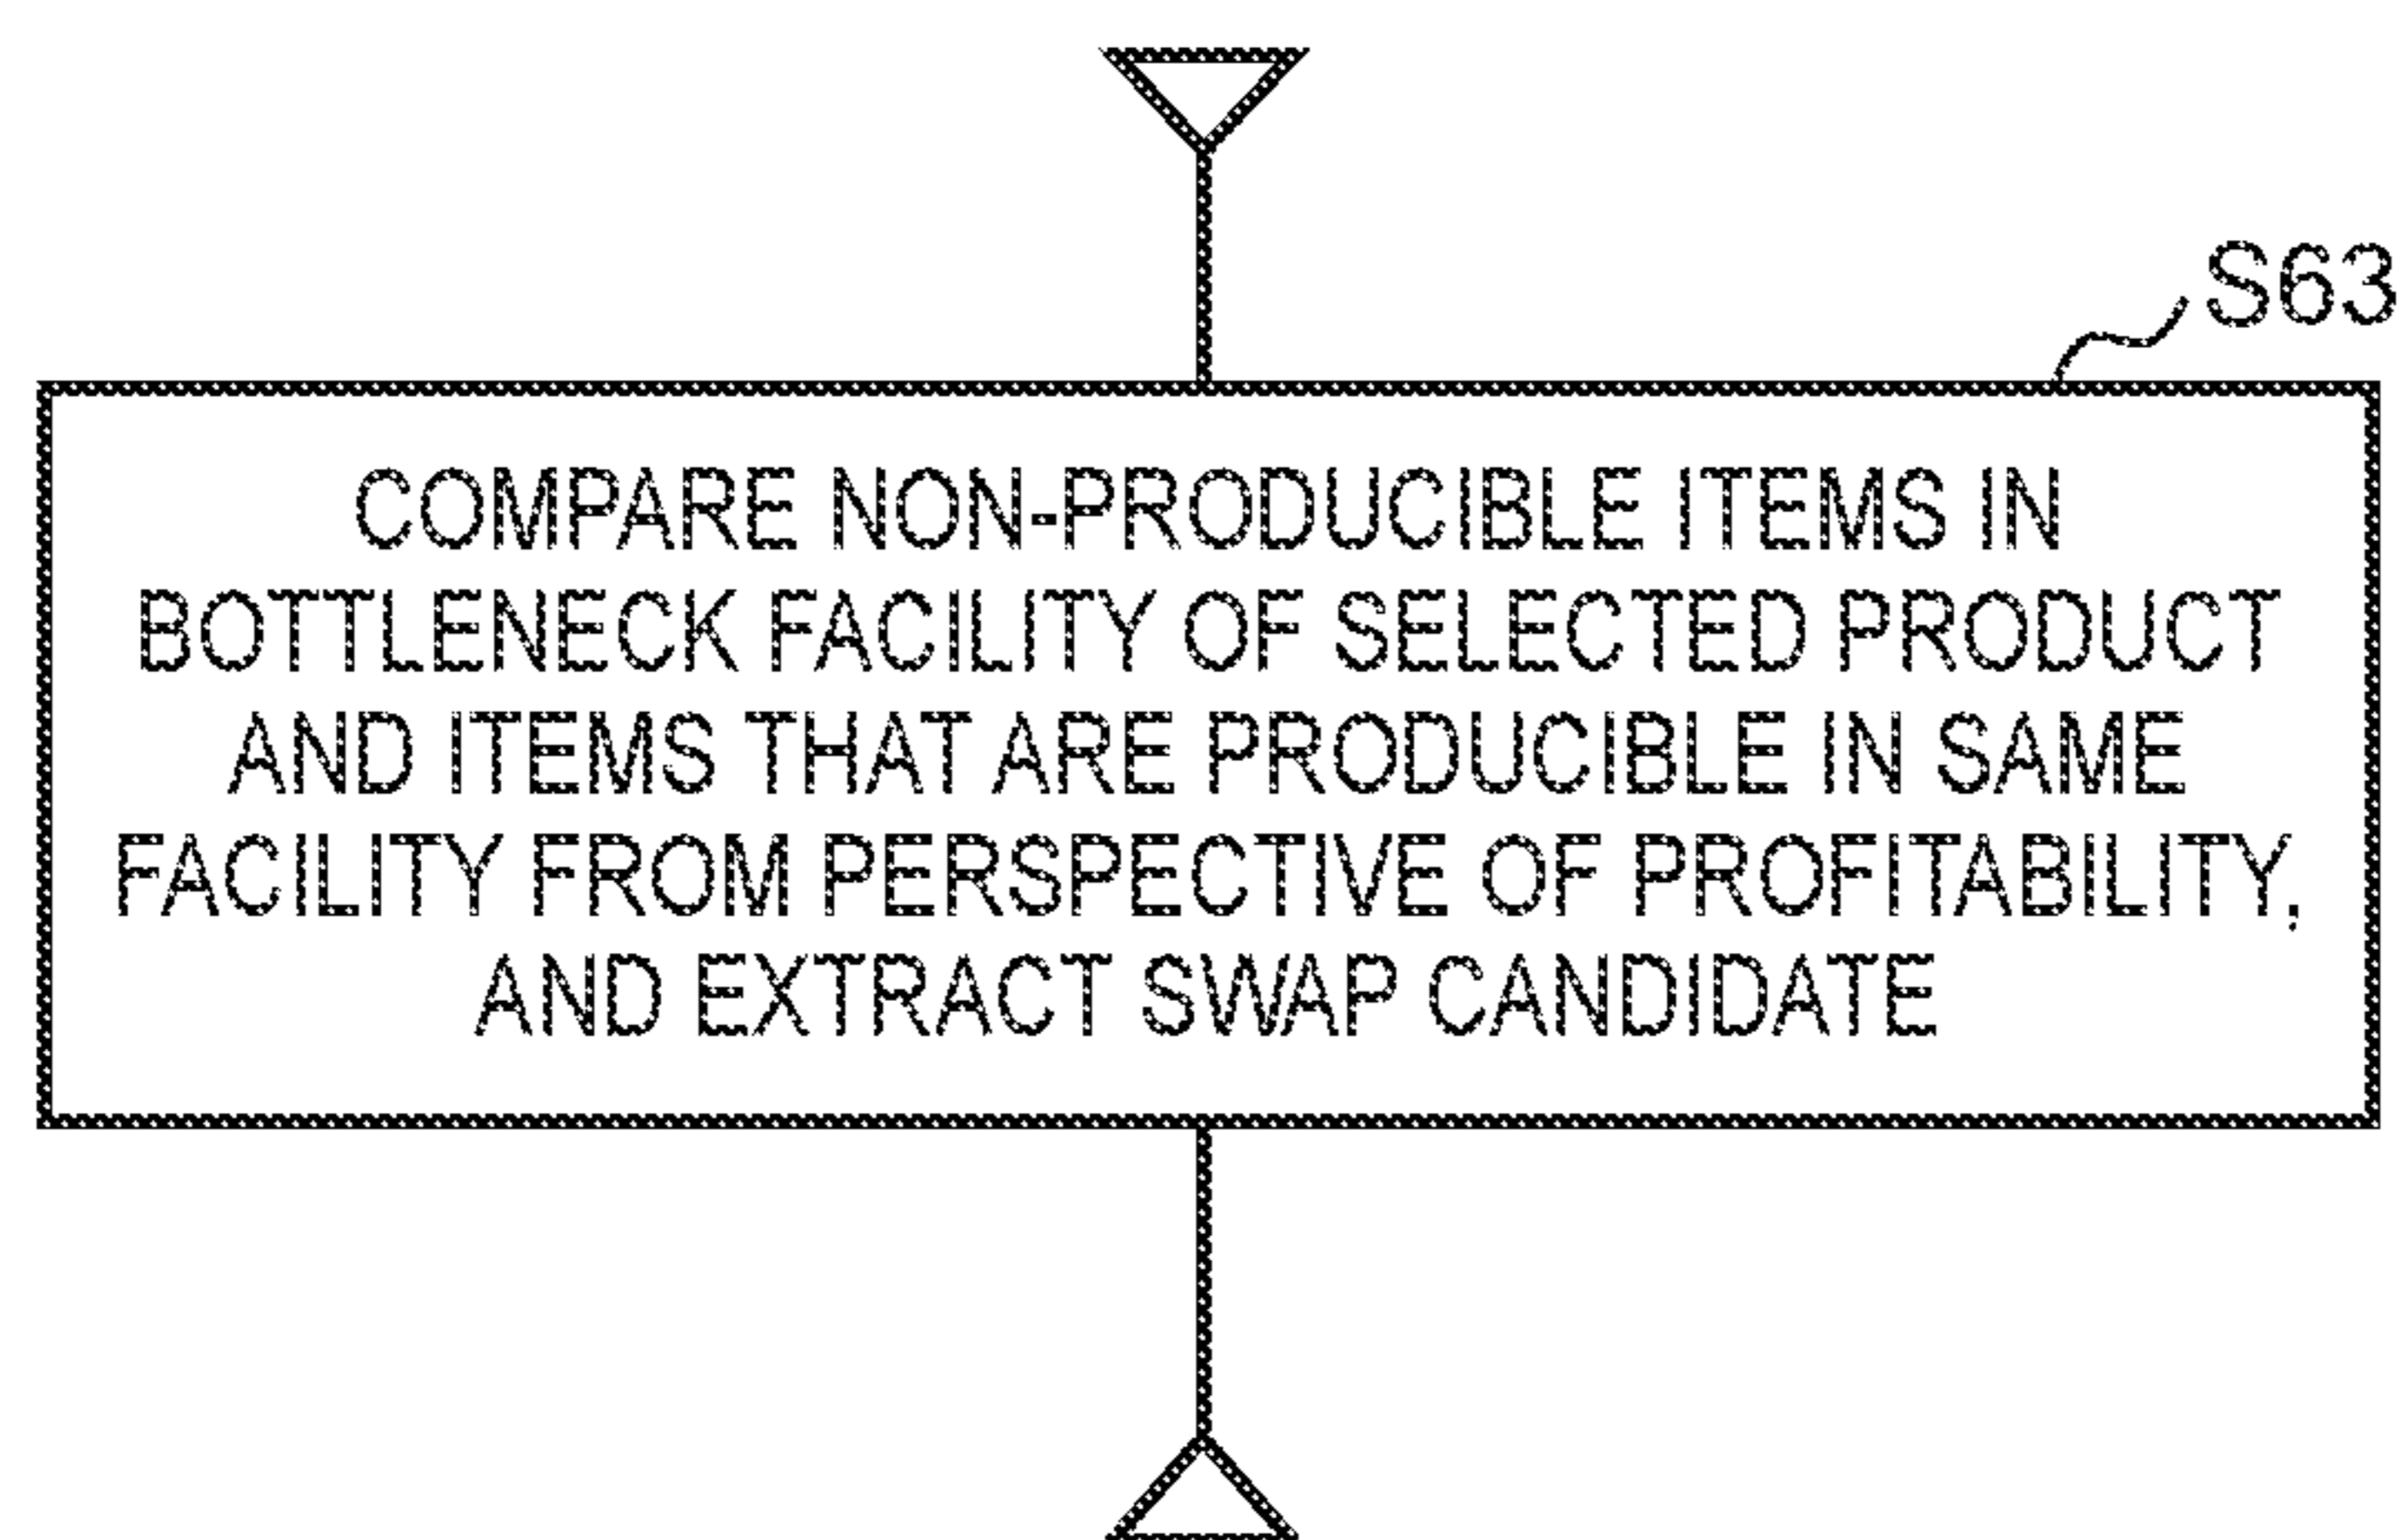 S63
COMPARE NON-PRODUCIBLE ITEMS IN
BOTTLENECK FACILITY OF SELECTED PRODUCT
AND ITEMS THAT ARE PRODUCIBLE IN SAME
FACILITY FROM PERSPECTIVE OF PROFITABILITY,
AND EXTRACT SWAP CANDIDATE